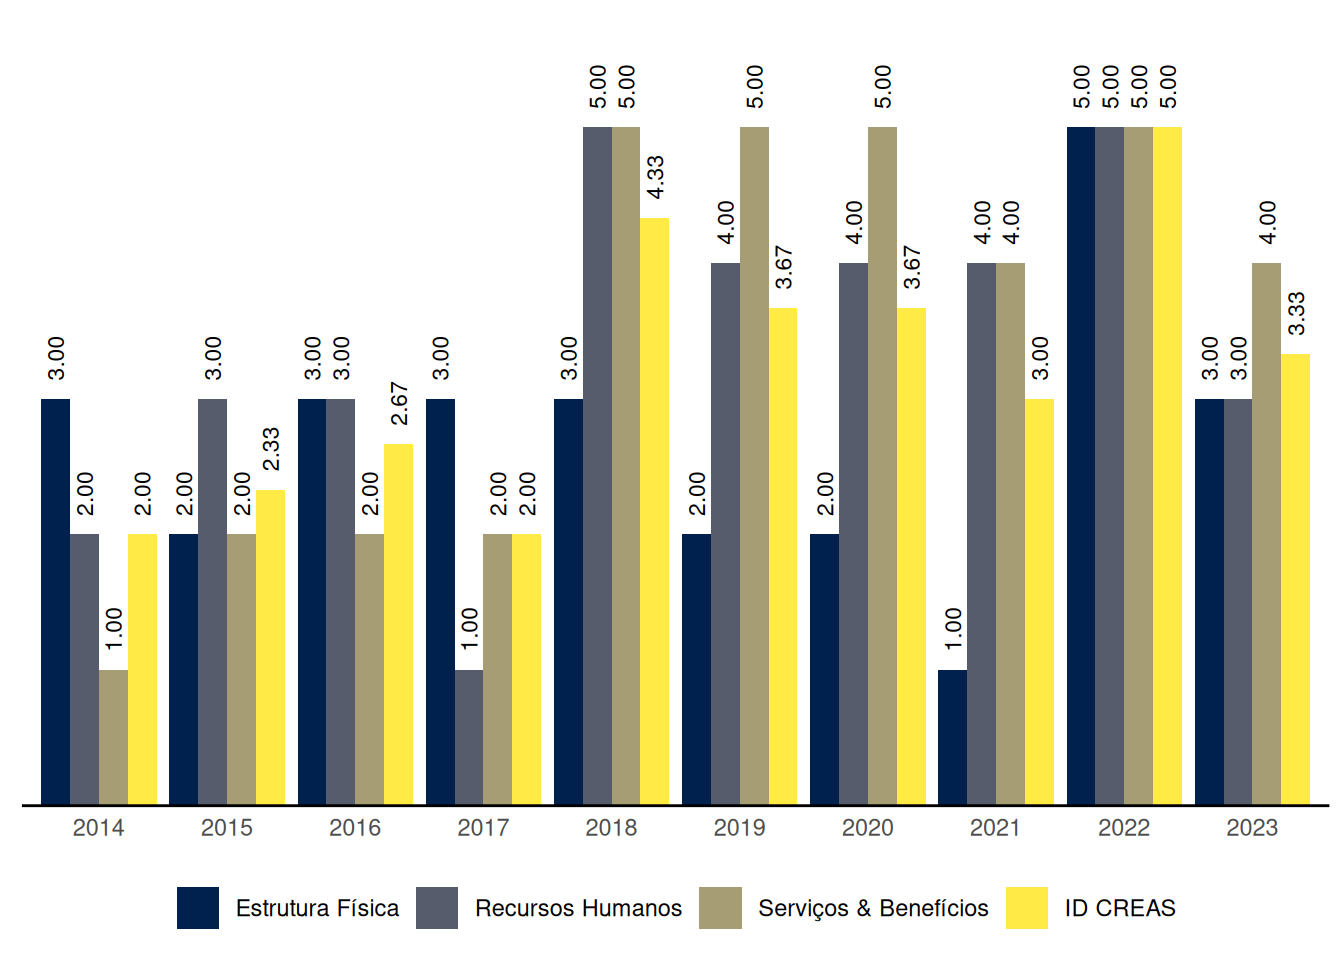 5.00 5.00 5.00 5.00 5.00 5.00 5.00 5.00
4.33
4.00 4.00 4.00 4.00 4.00
3.67 3.67
3.33
3.00 3.00 3.00 3.00 3.00 3.00 3.00 3.00 3.00
2.67
2.33
2.00 2.00 2.00 2.00 2.00 2.00 2.00 2.00 2.00
1.00 1.00 1.00
2014 2015 2016 2017 2018 2019 2020 2021 2022 2023
Estrutura Física Recursos Humanos Serviços & Benefícios ID CREAS